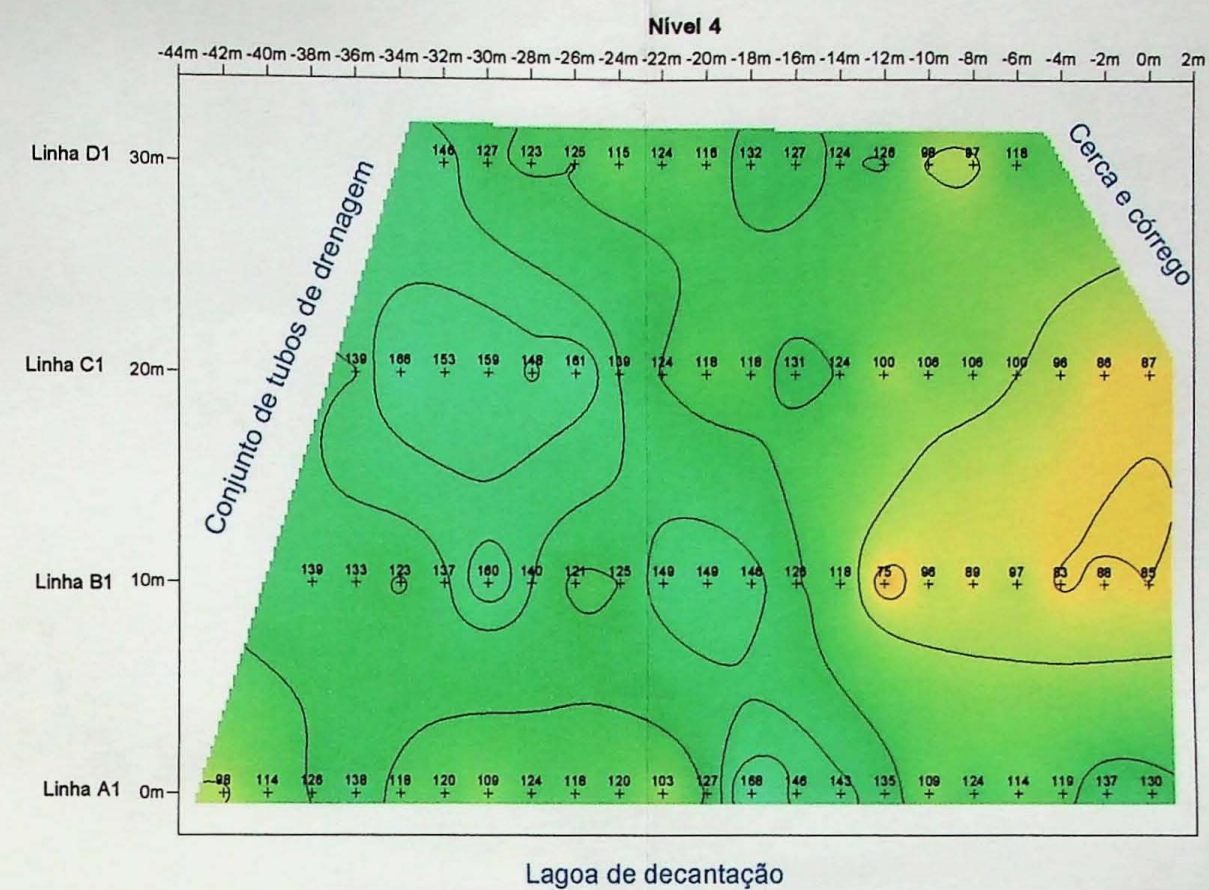 Nível 4
-44m -42m -40m -38m -36m -34m -32m -30m -28m -26m -24m -22m -20m -18m -16m -14m -12m -10m -8m -6m -4m -2m 0m 2m
Linha D1 30m 146 127 123 125 115 124 116 132 127 124 126 98 97 118
Cerca e córrego
Conjunto de tubos de drenagem
Linha C1 20m 139 166 153 159 148 161 139 124 118 118 131 124 100 106 106 100 96 86 87
Linha B1 10m 139 133 123 137 160 140 121 125 149 149 146 126 118 75 96 89 97 83 88 85
Linha A1 0m 98 114 126 138 118 120 109 124 118 120 103 127 168 146 143 135 109 124 114 119 137 130
Lagoa de decantação